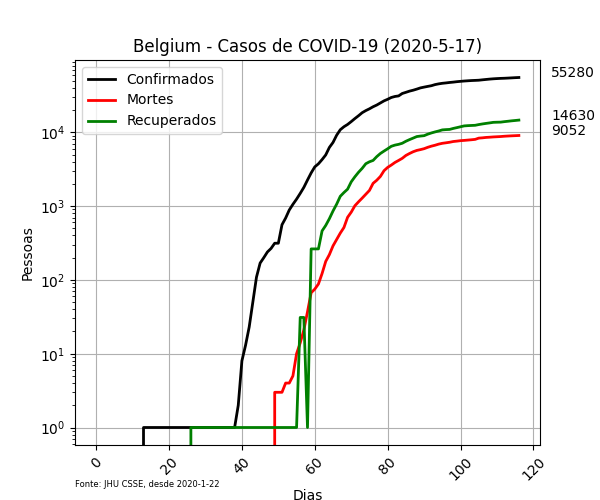 Belgium - Casos de COVID-19 (2020-5-17)
Confirmados
Mortes
Recuperados
55280
14630
9052
Pessoas
10⁴
10³
10²
10¹
10⁰
0 20 40 60 80 100 120
Dias
Fonte: JHU CSSE, desde 2020-1-22